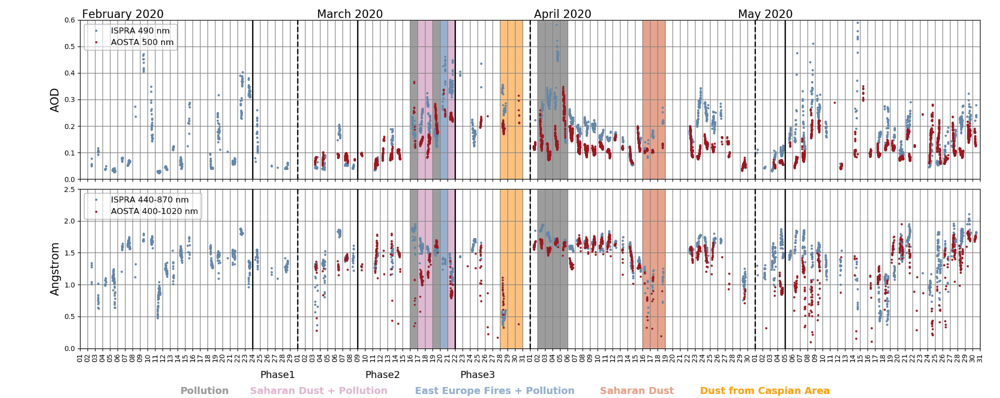 February 2020 March 2020 April 2020 May 2020
0.6
ISPRA 490 nm
AOSTA 500 nm
0.5
0.4
0.3
AOD
0.2
0.1
0.0
2.5
ISPRA 440-870 nm
AOSTA 400-1020 nm
2.0
1.5
Angstrom
1.0
0.5
0.0
01 02 03 04 05 06 07 08 09 10 11 12 13 14 15 16 17 18 19 20 21 22 23 24 25 26 27 28 29 01 02 03 04 05 06 07 09 10 11 12 13 14 15 16 17 18 19 20 21 22 23 24 25 26 27 28 29 30 31 01 02 03 04 05 06 07 08 09 10 11 12 13 14 15 16 17 18 19 20 21 22 23 24 25 26 27 28 29 30 01 02 03 04 05 06 07 08 09 10 11 12 13 14 15 16 17 18 19 20 21 22 23 24 25 26 27 28 29 30 31
Phase1 Phase2 Phase3
Pollution Saharan Dust + Pollution East Europe Fires + Pollution Saharan Dust Dust from Caspian Area